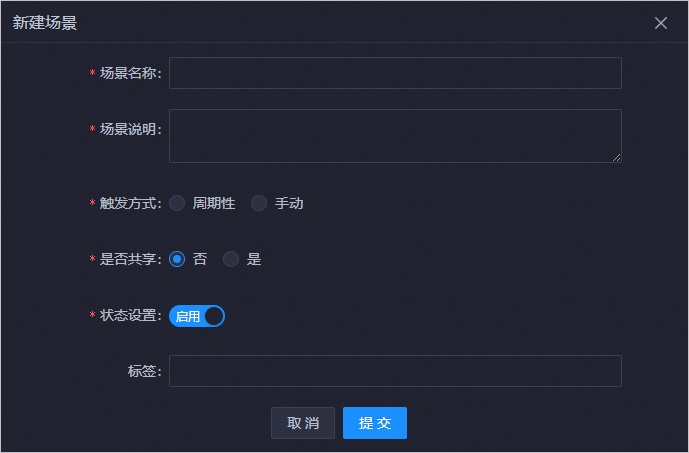 新建场景
* 场景名称:
* 场景说明:
* 触发方式: 周期性 手动
* 是否共享: 否 是
* 状态设置: 启用
标签:
取 消 提 交